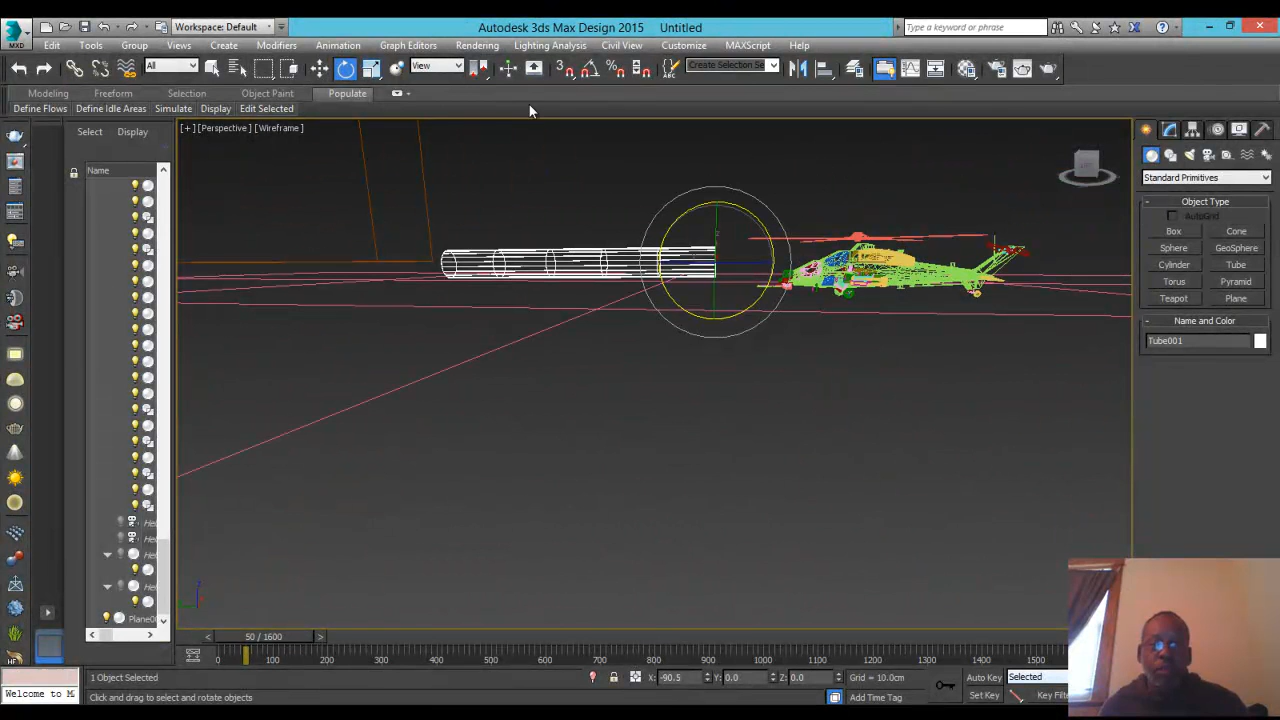 MXD
Workspace: Default
Autodesk 3ds Max Design 2015 Untitled
Type a keyword or phrase
Edit Tools Group Views Create Modifiers Animation Graph Editors Rendering Lighting Analysis Civil View Customize MAXScript Help
All
View
3
Create Selection Se
Modeling Freeform Selection Object Paint Populate
Define Flows Define Idle Areas Simulate Display Edit Selected
[+] [Perspective] [Wireframe]
Select Display
Name
Standard Primitives
Object Type
AutoGrid
Box Cone
Sphere GeoSphere
Cylinder Tube
Torus Pyramid
Teapot Plane
Name and Color
Tube001
50 / 1600
0 100 200 300 400 500 600 700 800 900 1000 1100 1200 1300 1400 1500
1 Object Selected
X: -90.5 Y: 0.0 Z: 0.0 Grid = 10.0cm
Auto Key Selected
Welcome to M
Click and drag to select and rotate objects
Add Time Tag
Set Key